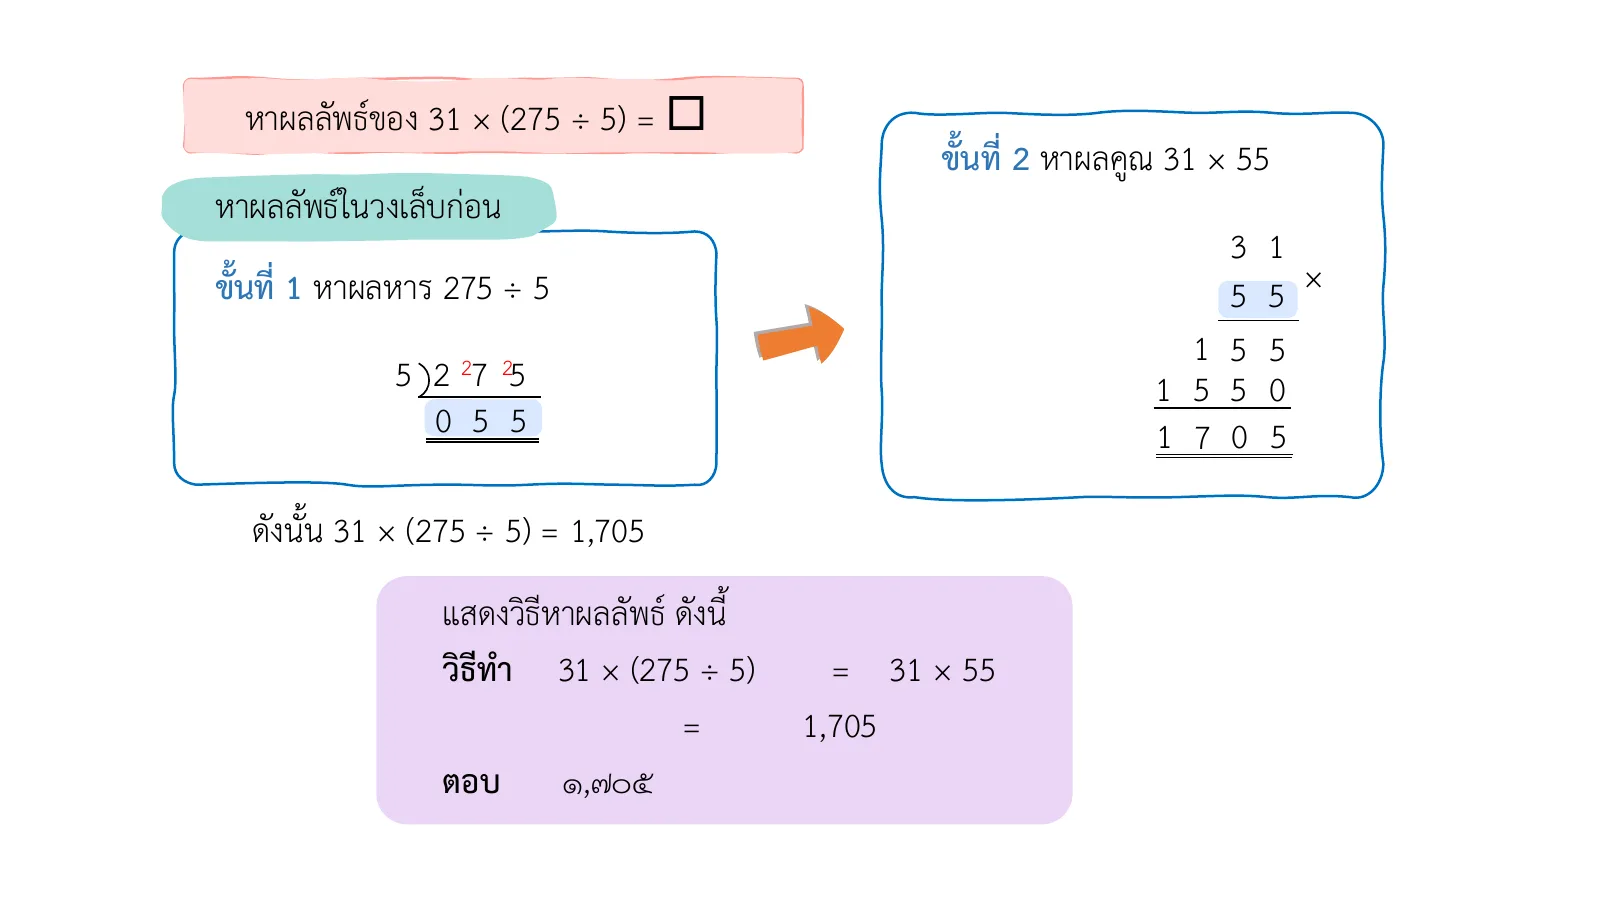 หาผลลัพธ์ของ 31 × (275 ÷ 5) = □
หาผลลัพธ์ในวงเล็บก่อน
ขั้นที่ 1 หาผลหาร 275 ÷ 5
5)2 27 25
0 5 5
ขั้นที่ 2 หาผลคูณ 31 × 55
3 1
×
5 5
1 5 5
1 5 5 0
1 7 0 5
ดังนั้น 31 × (275 ÷ 5) = 1,705
แสดงวิธีหาผลลัพธ์ ดังนี้
วิธีทำ 31 × (275 ÷ 5) = 31 × 55
= 1,705
ตอบ ๑,๗๐๕